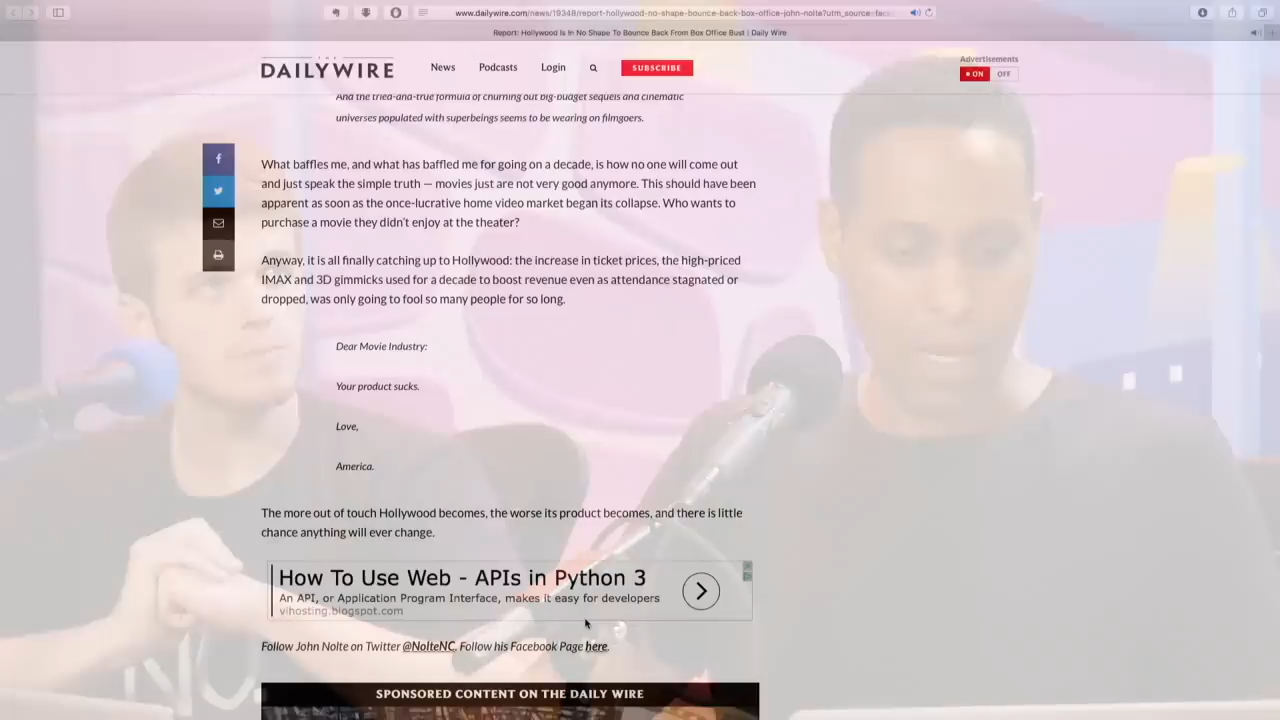 www.dailywire.com/news/19348/report-hollywood-no-shape-bounce-back-box-office-john-nolte?utm_source=face
Report: Hollywood Is In No Shape To Bounce Back From Box Office Bust | Daily Wire
DAILYWIRE
News Podcasts Login SUBSCRIBE
Advertisements
ON OFF
And the tried-and-true formula of churning out big-budget sequels and cinematic
universes populated with superbeings seems to be wearing on filmgoers.
What baffles me, and what has baffled me for going on a decade, is how no one will come out
and just speak the simple truth — movies just are not very good anymore. This should have been
apparent as soon as the once-lucrative home video market began its collapse. Who wants to
purchase a movie they didn't enjoy at the theater?
Anyway, it is all finally catching up to Hollywood: the increase in ticket prices, the high-priced
IMAX and 3D gimmicks used for a decade to boost revenue even as attendance stagnated or
dropped, was only going to fool so many people for so long.
Dear Movie Industry:
Your product sucks.
Love,
America.
The more out of touch Hollywood becomes, the worse its product becomes, and there is little
chance anything will ever change.
How To Use Web - APIs in Python 3
An API, or Application Program Interface, makes it easy for developers
vihosting.blogspot.com
Follow John Nolte on Twitter @NolteNC. Follow his Facebook Page here.
SPONSORED CONTENT ON THE DAILY WIRE